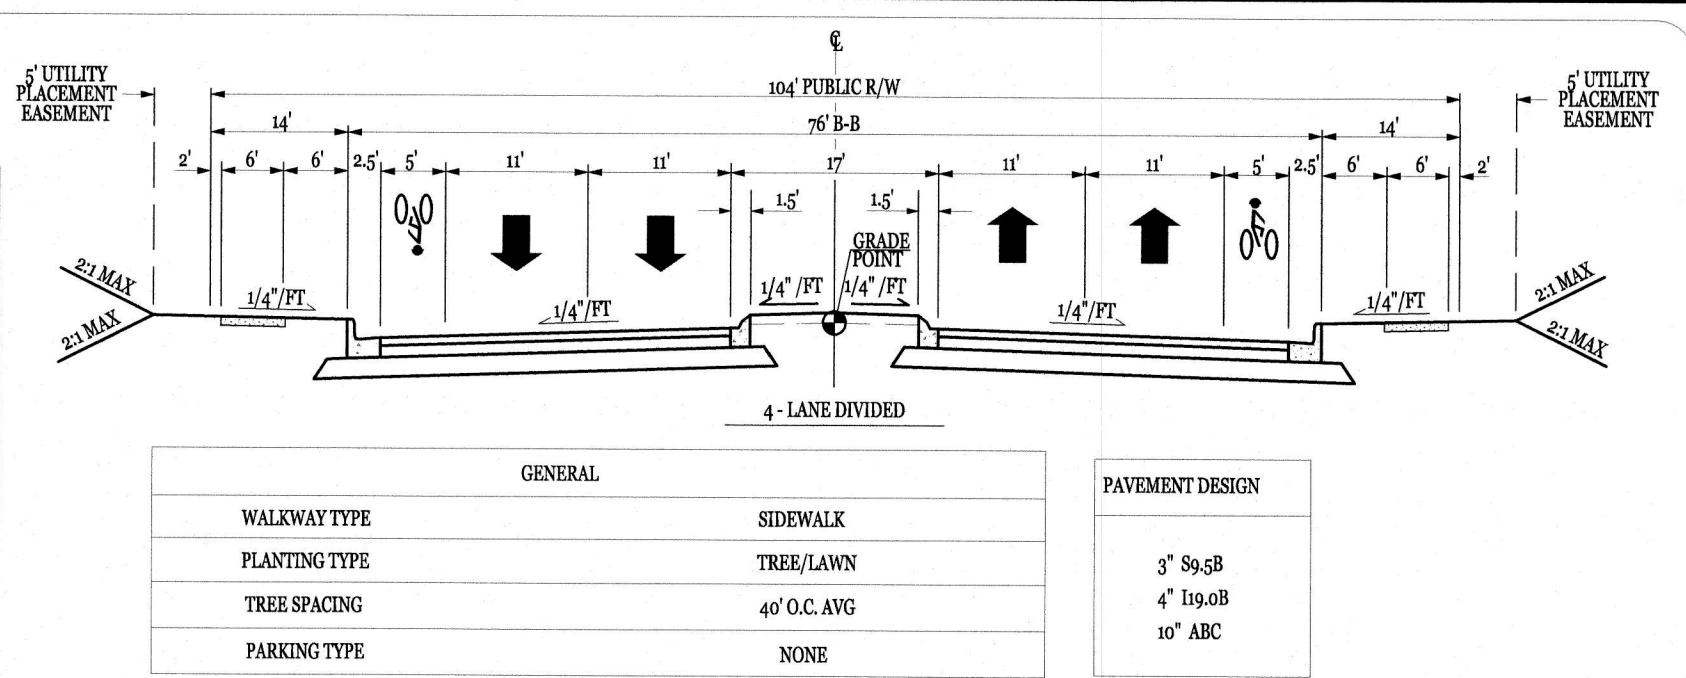 ℄
5' UTILITY
PLACEMENT
EASEMENT
104' PUBLIC R/W
5' UTILITY
PLACEMENT
EASEMENT
14' 76' B-B 14'
2' 6' 6' 2.5' 5' 11' 11' 17' 11' 11' 5' 2.5' 6' 6' 2'
1.5' 1.5'
GRADE
POINT
2:1 MAX 1/4"/FT 1/4"/FT 1/4" /FT 1/4" /FT 1/4"/FT 1/4"/FT 2:1 MAX
2:1 MAX 2:1 MAX
4 - LANE DIVIDED
GENERAL
WALKWAY TYPE SIDEWALK
PLANTING TYPE TREE/LAWN
TREE SPACING 40' O.C. AVG
PARKING TYPE NONE
PAVEMENT DESIGN
3" S9.5B
4" I19.0B
10" ABC